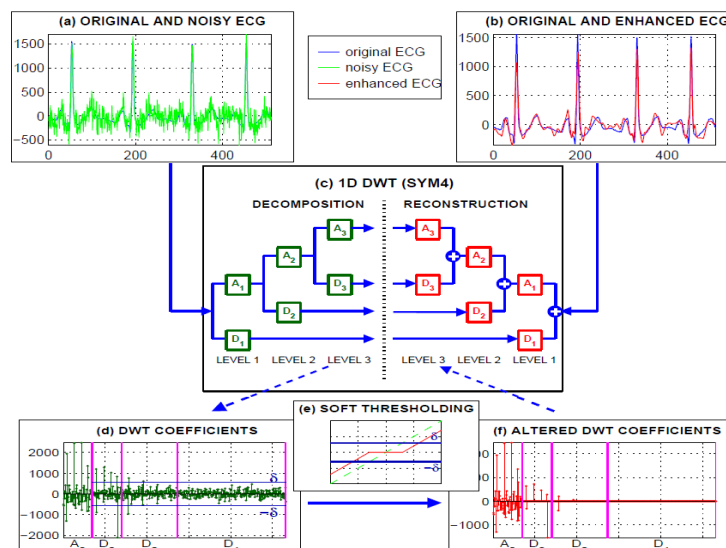 (a) ORIGINAL AND NOISY ECG
1500
1000
500
0
−500
0 200 400
original ECG
noisy ECG
enhanced ECG
(b) ORIGINAL AND ENHANCED ECG
1500
1000
500
0
0 200 400
(c) 1D DWT (SYM4)
DECOMPOSITION RECONSTRUCTION
A3 A3
A2 A2
A1 D3 D3 A1
D2 D2
D1 D1
LEVEL 1 LEVEL 2 LEVEL 3 LEVEL 3 LEVEL 2 LEVEL 1
(d) DWT COEFFICIENTS
2000
1000
0
−1000
−2000
δ
−δ
(e) SOFT THRESHOLDING
δ
−δ
(f) ALTERED DWT COEFFICIENTS
0
−1000